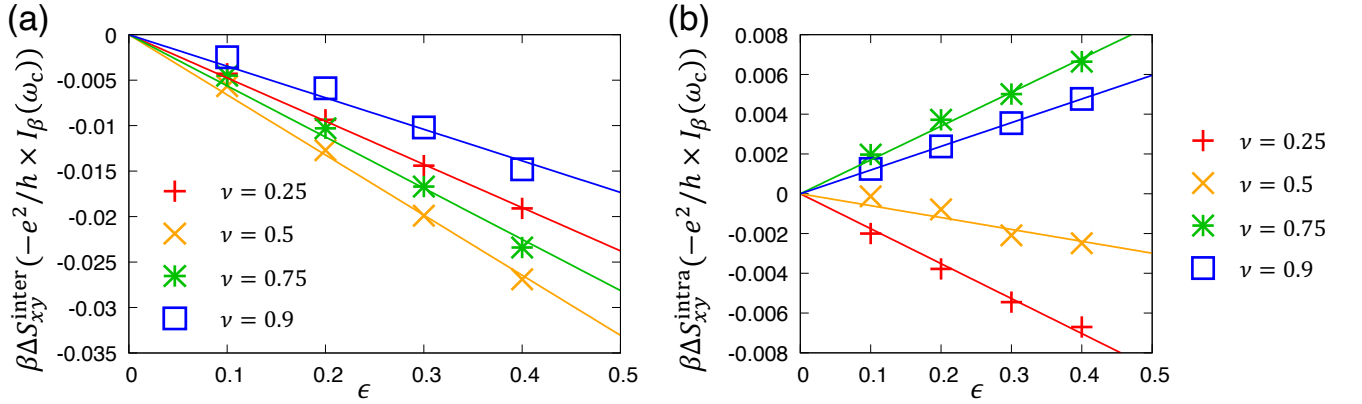 (a)
βΔS_xy^inter(−e²/h × I_β(ω_c))
0
-0.005
-0.01
-0.015
-0.02
-0.025
-0.03
-0.035
ν = 0.25
ν = 0.5
ν = 0.75
ν = 0.9
0 0.1 0.2 0.3 0.4 0.5
ϵ
(b)
βΔS_xy^intra(−e²/h × I_β(ω_c))
0.008
0.006
0.004
0.002
0
-0.002
-0.004
-0.006
-0.008
0 0.1 0.2 0.3 0.4 0.5
ϵ
ν = 0.25
ν = 0.5
ν = 0.75
ν = 0.9